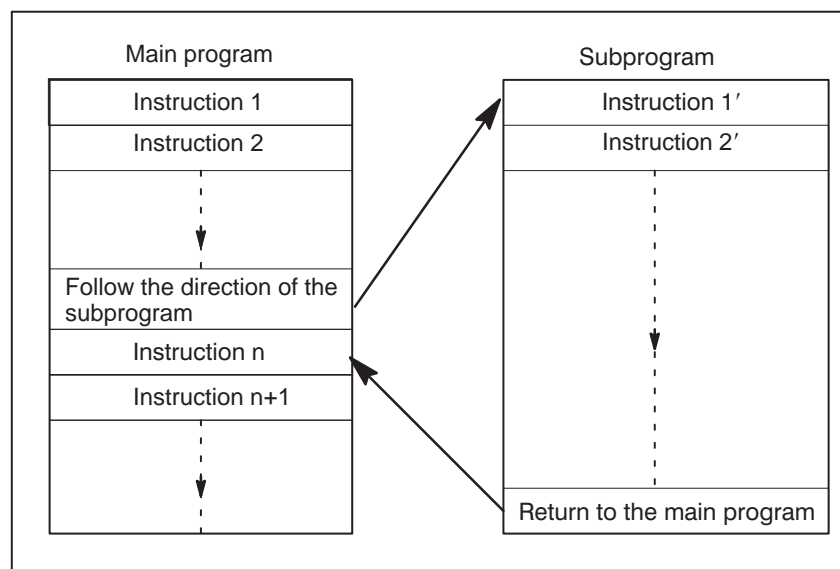 Main program
Instruction 1
Instruction 2
Follow the direction of the
subprogram
Instruction n
Instruction n+1
Subprogram
Instruction 1′
Instruction 2′
Return to the main program